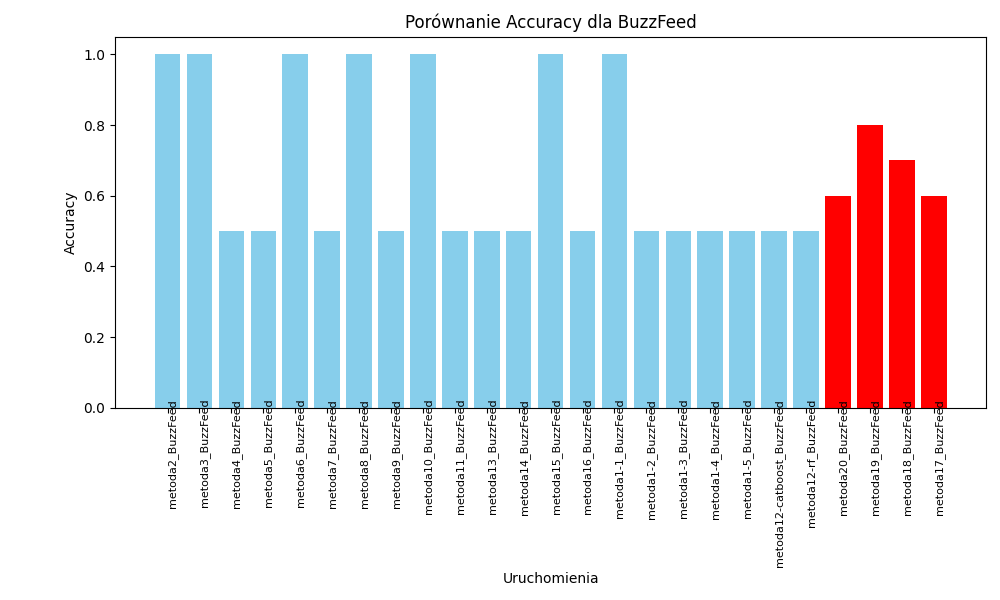 Porównanie Accuracy dla BuzzFeed
Accuracy
1.0
0.8
0.6
0.4
0.2
0.0
metoda2_BuzzFeed
metoda3_BuzzFeed
metoda4_BuzzFeed
metoda5_BuzzFeed
metoda6_BuzzFeed
metoda7_BuzzFeed
metoda8_BuzzFeed
metoda9_BuzzFeed
metoda10_BuzzFeed
metoda11_BuzzFeed
metoda13_BuzzFeed
metoda14_BuzzFeed
metoda15_BuzzFeed
metoda16_BuzzFeed
metoda1-1_BuzzFeed
metoda1-2_BuzzFeed
metoda1-3_BuzzFeed
metoda1-4_BuzzFeed
metoda1-5_BuzzFeed
metoda12-catboost_BuzzFeed
metoda12-rf_BuzzFeed
metoda20_BuzzFeed
metoda19_BuzzFeed
metoda18_BuzzFeed
metoda17_BuzzFeed
Uruchomienia